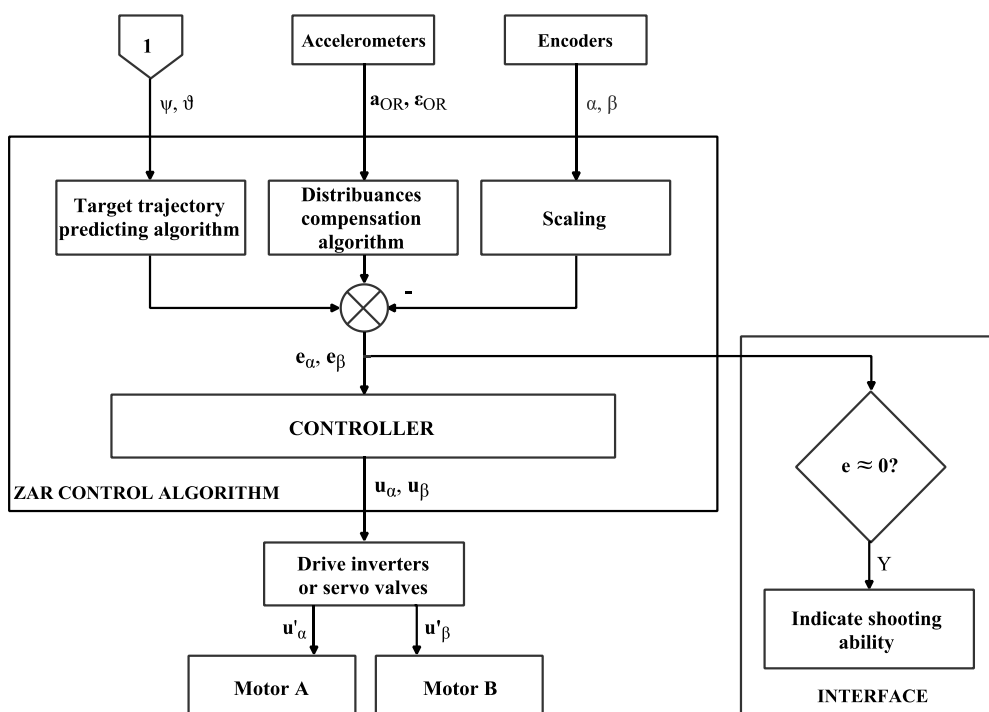 1
Accelerometers
Encoders
ψ, ϑ
a_OR, ε_OR
α, β
Target trajectory
predicting algorithm
Distribuances
compensation
algorithm
Scaling
-
e_α, e_β
CONTROLLER
e ≈ 0?
ZAR CONTROL ALGORITHM
u_α, u_β
Y
Drive inverters
or servo valves
Indicate shooting
ability
u'_α
u'_β
Motor A
Motor B
INTERFACE